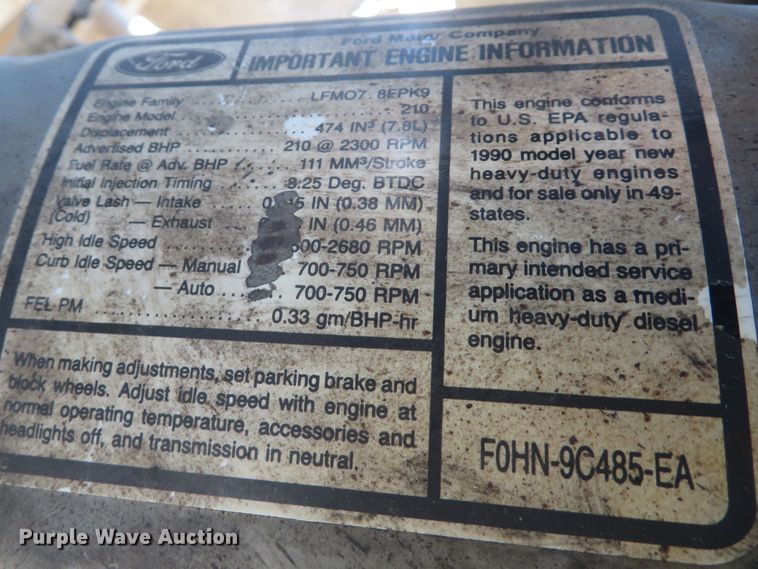 Ford
Ford Motor Company
IMPORTANT ENGINE INFORMATION
Engine Family LFM07.8EPK9
Engine Model 210
Displacement 474 IN³ (7.8L)
Advertised BHP 210 @ 2300 RPM
Fuel Rate @ Adv. BHP 111 MM³/Stroke
Initial Injection Timing 8.25 Deg. BTDC
Valve Lash — Intake IN (0.38 MM)
(Cold) — Exhaust IN (0.46 MM)
High Idle Speed -2680 RPM
Curb Idle Speed — Manual 700-750 RPM
— Auto 700-750 RPM
FEL PM 0.33 gm/BHP-hr
This engine conforms
to U.S. EPA regula-
tions applicable to
1990 model year new
heavy-duty engines
and for sale only in 49-
states.
This engine has a pri-
mary intended service
application as a medi-
um heavy-duty diesel
engine.
When making adjustments, set parking brake and
block wheels. Adjust idle speed with engine at
normal operating temperature, accessories and
headlights off, and transmission in neutral.
F0HN-9C485-EA
Purple Wave Auction